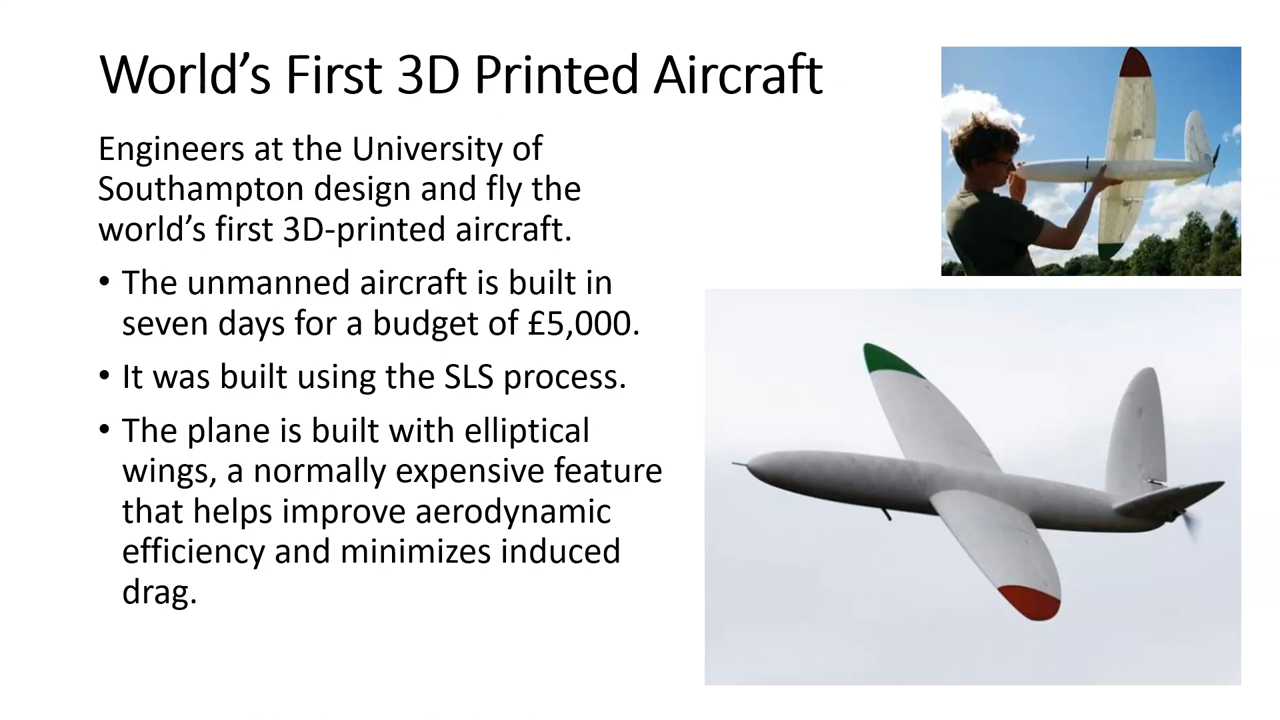 World’s First 3D Printed Aircraft
Engineers at the University of
Southampton design and fly the
world’s first 3D-printed aircraft.
• The unmanned aircraft is built in
seven days for a budget of £5,000.
• It was built using the SLS process.
• The plane is built with elliptical
wings, a normally expensive feature
that helps improve aerodynamic
efficiency and minimizes induced
drag.